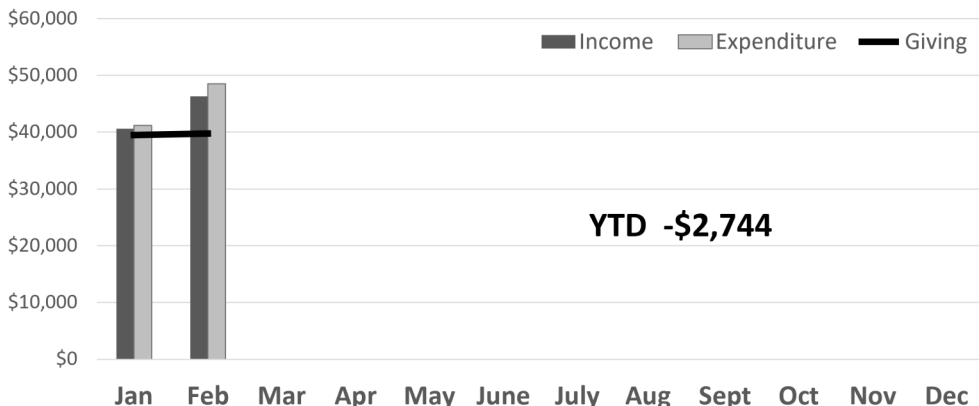 $60,000
Income Expenditure Giving
$50,000
$40,000
$30,000
YTD -$2,744
$20,000
$10,000
$0
Jan Feb Mar Apr May June July Aug Sept Oct Nov Dec